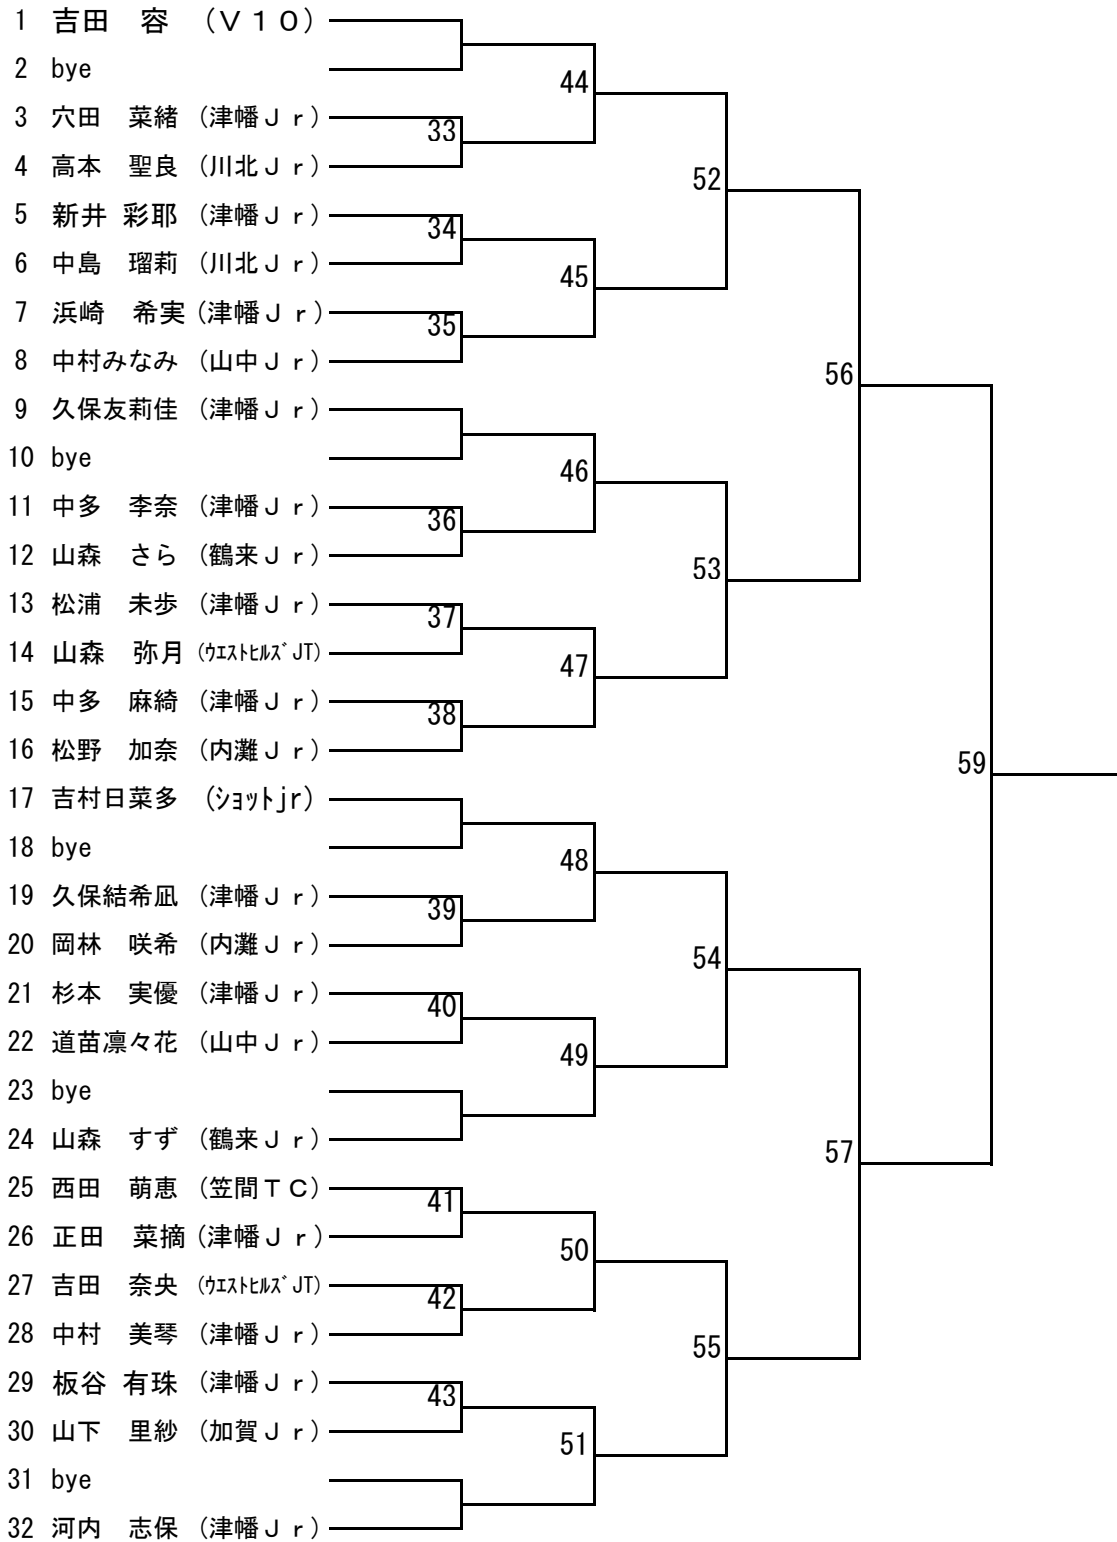 1 吉田　容 （Ｖ１０）
2 bye
44
3 穴田　菜緒 （津幡Ｊｒ）
33
4 高本　聖良 （川北Ｊｒ）
52
5 新井 彩耶 （津幡Ｊｒ）
34
6 中島　瑠莉 （川北Ｊｒ）
45
7 浜崎　希実 （津幡Ｊｒ）
35
8 中村みなみ （山中Ｊｒ）
56
9 久保友莉佳 （津幡Ｊｒ）
10 bye
46
11 中多　李奈 （津幡Ｊｒ）
36
12 山森　さら （鶴来Ｊｒ）
53
13 松浦　未歩 （津幡Ｊｒ）
37
14 山森　弥月 (ｳｴｽﾄﾋﾙｽﾞJT)
47
15 中多　麻綺 （津幡Ｊｒ）
38
16 松野　加奈 （内灘Ｊｒ）
59
17 吉村日菜多 (ｼｮｯﾄjr)
18 bye
48
19 久保結希凪 （津幡Ｊｒ）
39
20 岡林　咲希 （内灘Ｊｒ）
54
21 杉本　実優 （津幡Ｊｒ）
40
22 道苗凛々花 （山中Ｊｒ）
49
23 bye
24 山森　すず （鶴来Ｊｒ）
57
25 西田　萌恵 （笠間ＴＣ）
41
26 正田　菜摘 （津幡Ｊｒ）
50
27 吉田　奈央 (ｳｴｽﾄﾋﾙｽﾞJT)
42
28 中村　美琴 （津幡Ｊｒ）
55
29 板谷 有珠 （津幡Ｊｒ）
43
30 山下　里紗 （加賀Ｊｒ）
51
31 bye
32 河内　志保 （津幡Ｊｒ）